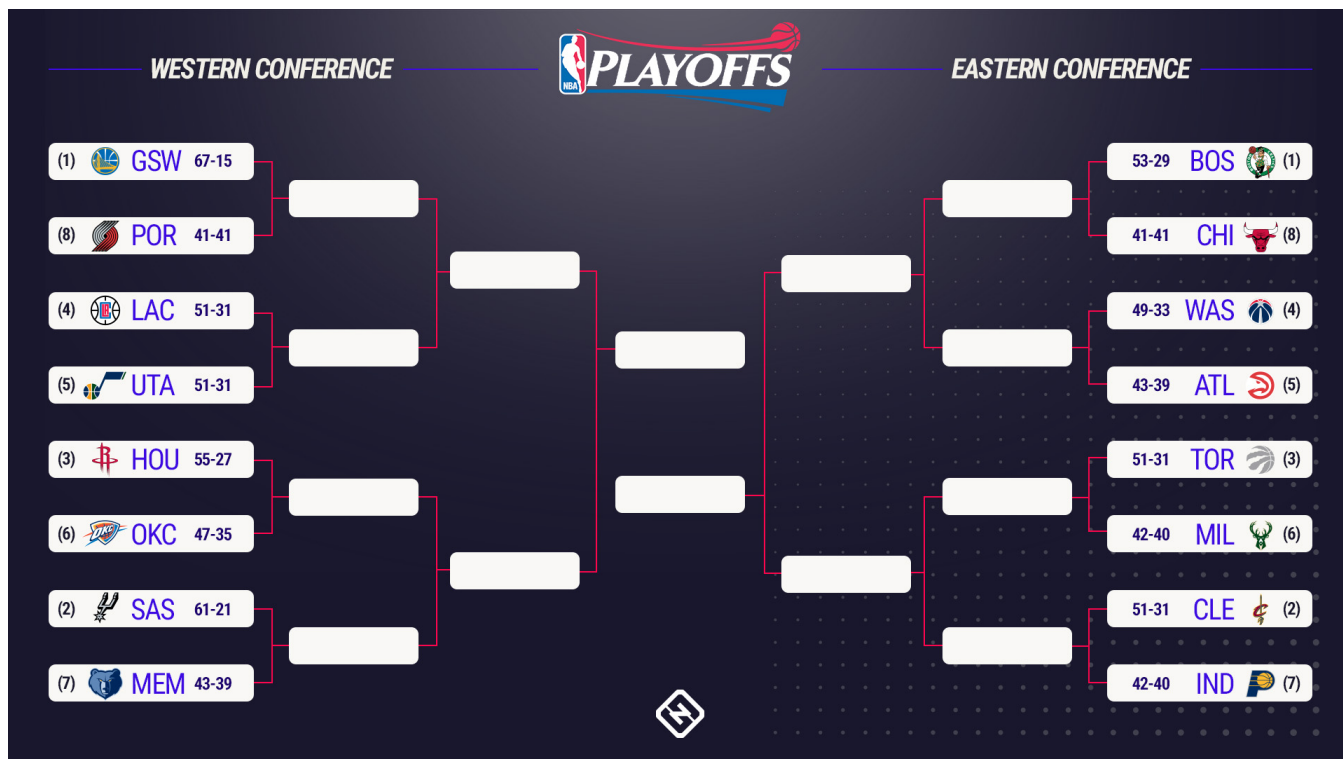 WESTERN CONFERENCE
NBA
PLAYOFFS
EASTERN CONFERENCE
(1) GSW 67-15
(8) POR 41-41
(4) LAC 51-31
(5) UTA 51-31
(3) HOU 55-27
(6) OKC OKC 47-35
(2) SAS 61-21
(7) MEM 43-39
53-29 BOS (1)
41-41 CHI (8)
49-33 WAS (4)
43-39 ATL (5)
51-31 TOR (3)
42-40 MIL (6)
51-31 CLE C (2)
42-40 IND (7)